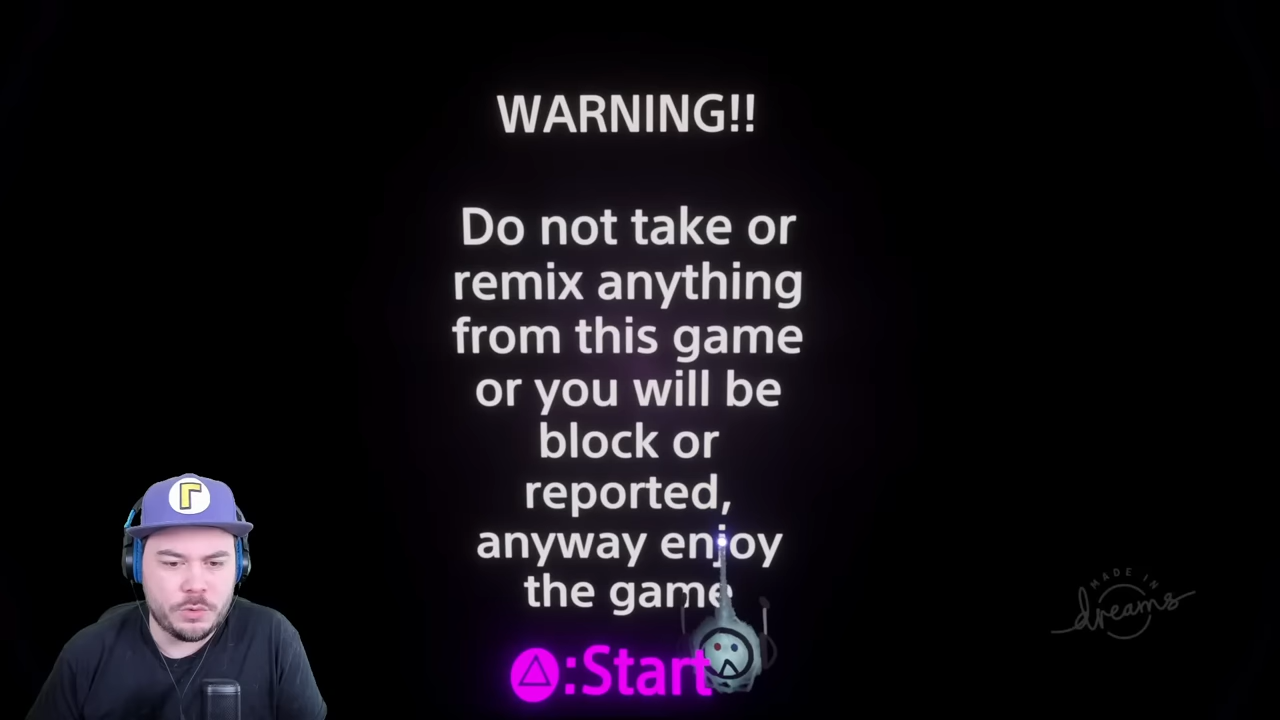 WARNING!!
Do not take or
remix anything
from this game
or you will be
block or
reported,
anyway enjoy
the game
:Start
MADE IN
dreams